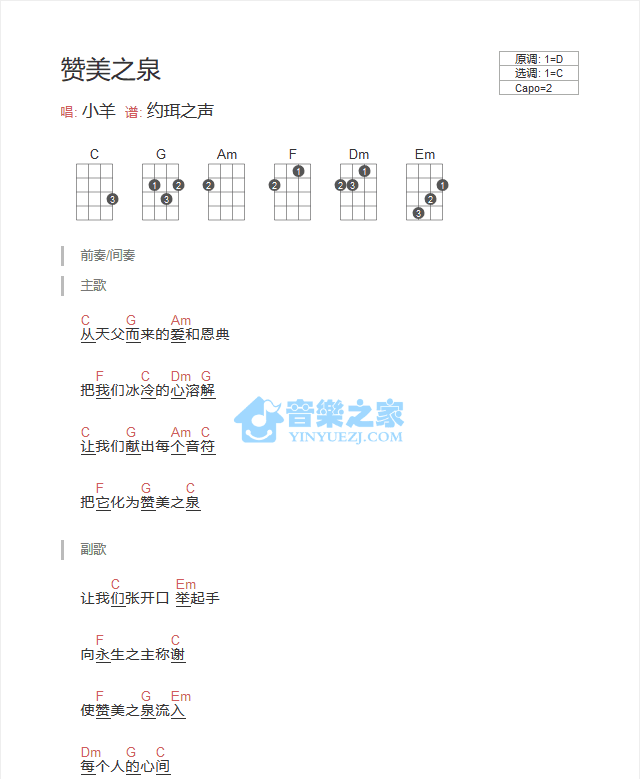 赞美之泉
原调: 1=D
选调: 1=C
Capo=2
唱: 小羊 谱: 约珥之声
C G Am F Dm Em
3 1 2 3 2 1 2 1 2 3 1 2 3
前奏/间奏
主歌
C G Am
从天父而来的爱和恩典
F C Dm G
把我们冰冷的心溶解
音樂之家
YINYUEZJ.COM
C G Am C
让我们献出每个音符
F G C
把它化为赞美之泉
副歌
C Em
让我们张开口 举起手
F C
向永生之主称谢
F G Em
使赞美之泉流入
Dm G C
每个人的心间